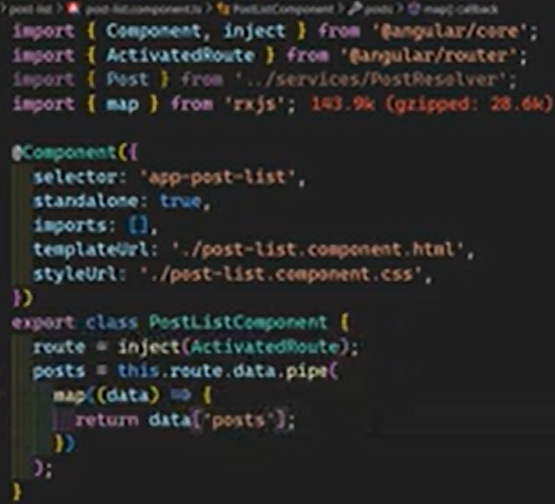 post-list > post-list.component.ts > PostListComponent > posts > map() callback
import { Component, inject } from '@angular/core';
import { ActivatedRoute } from '@angular/router';
import { Post } from '../services/PostResolver';
import { map } from 'rxjs'; 143.9k (gzipped: 28.6k)
@Component({
selector: 'app-post-list',
standalone: true,
imports: [],
templateUrl: './post-list.component.html',
styleUrl: './post-list.component.css',
})
export class PostListComponent {
route = inject(ActivatedRoute);
posts = this.route.data.pipe(
map((data) => {
return data['posts'];
})
);
}